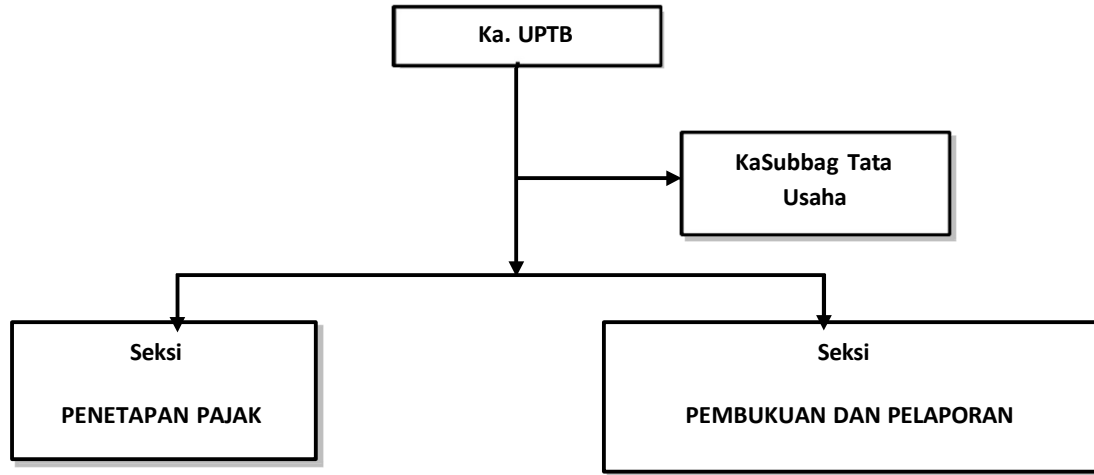 Ka. UPTB
KaSubbag Tata
Usaha
Seksi
PENETAPAN PAJAK
Seksi
PEMBUKUAN DAN PELAPORAN